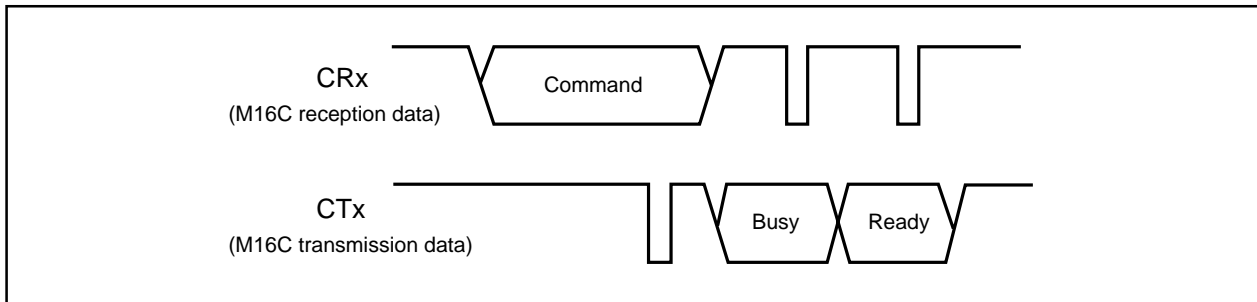 CRx
Command
(M16C reception data)
CTx
Busy
Ready
(M16C transmission data)